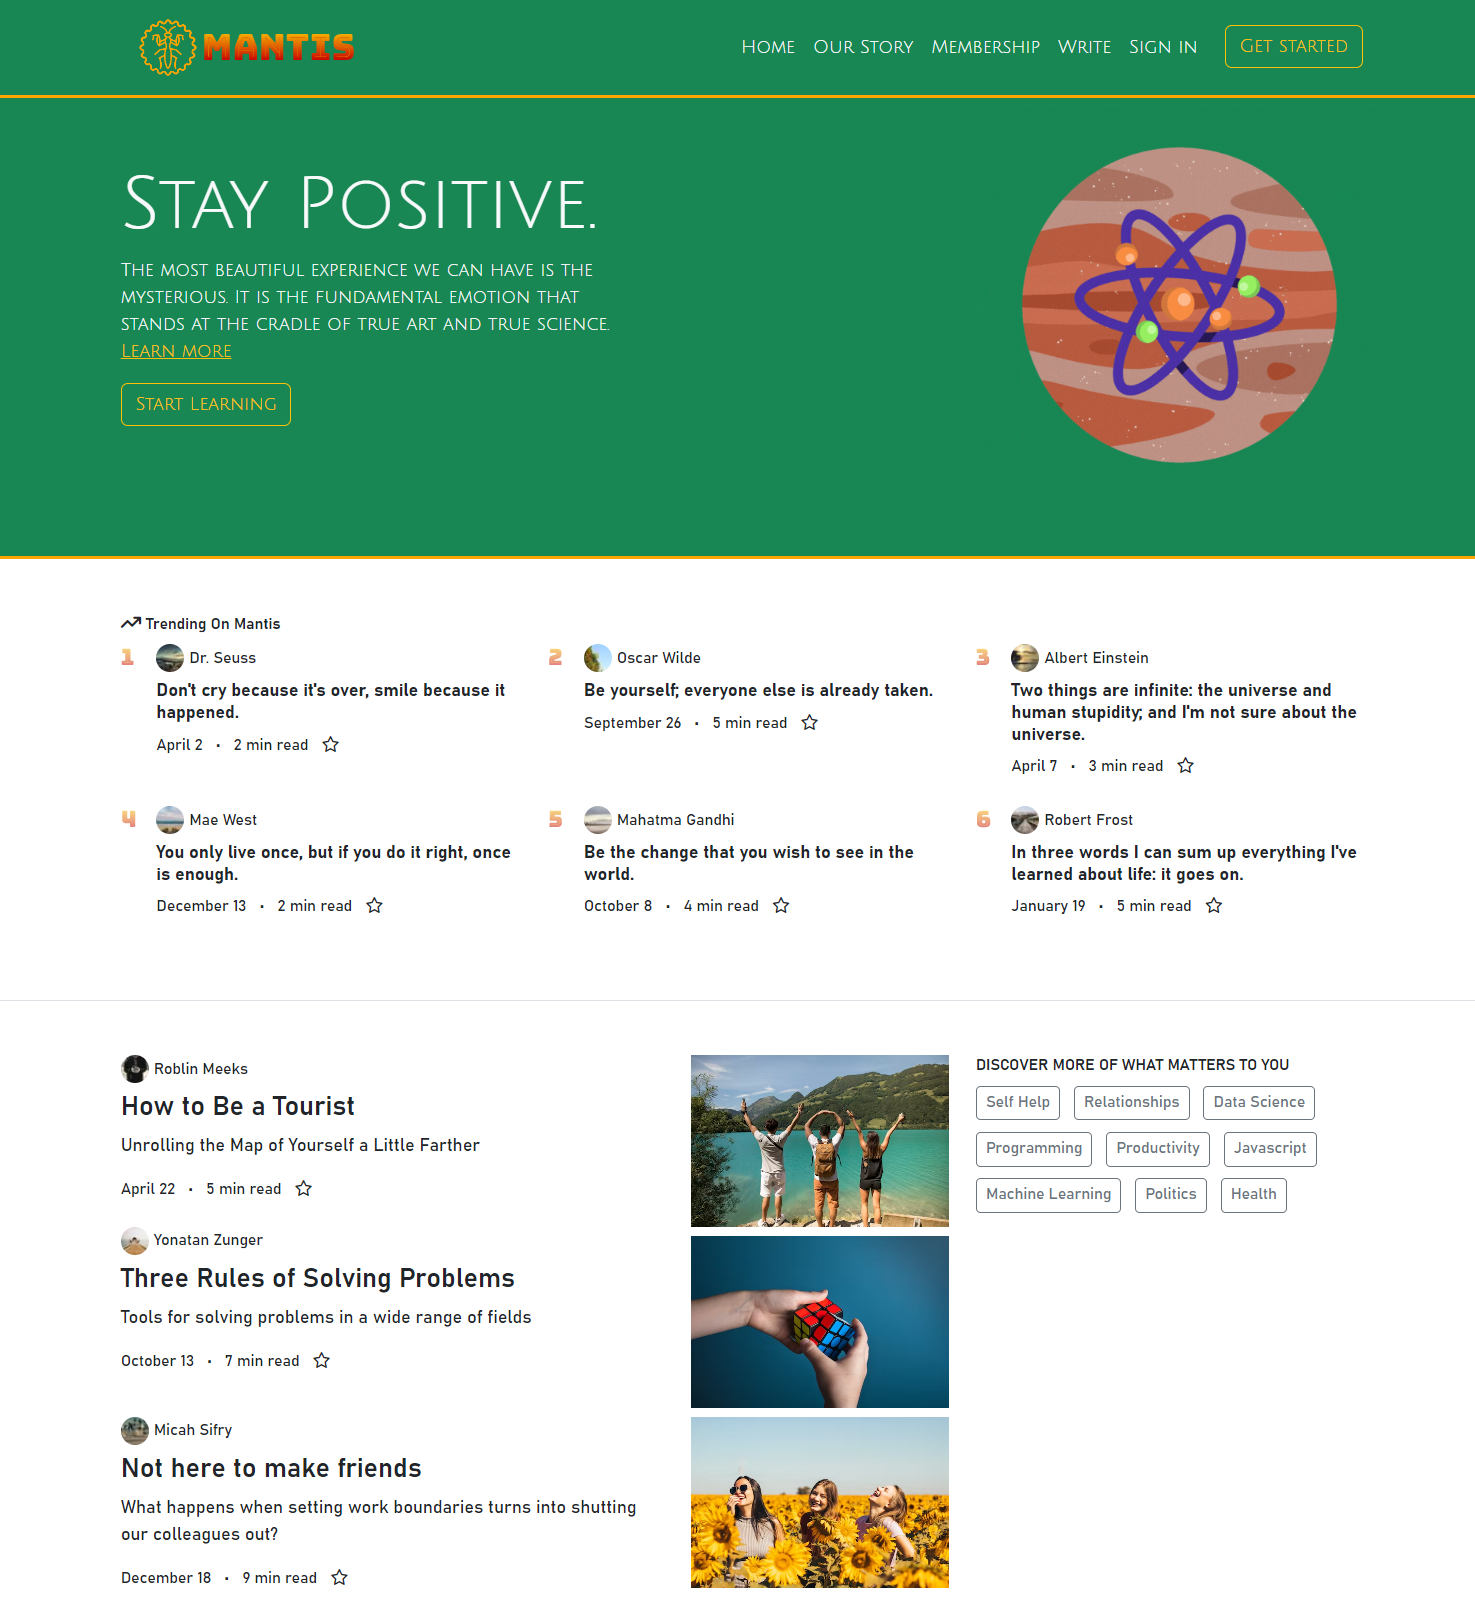 MANTIS
Home Our Story Membership Write Sign in Get started
Stay Positive.
The most beautiful experience we can have is the
mysterious. It is the fundamental emotion that
stands at the cradle of true art and true science.
Learn more
Start Learning
Trending On Mantis
1 Dr. Seuss
Don't cry because it's over, smile because it
happened.
April 2 · 2 min read
2 Oscar Wilde
Be yourself; everyone else is already taken.
September 26 · 5 min read
3 Albert Einstein
Two things are infinite: the universe and
human stupidity; and I'm not sure about the
universe.
April 7 · 3 min read
4 Mae West
You only live once, but if you do it right, once
is enough.
December 13 · 2 min read
5 Mahatma Gandhi
Be the change that you wish to see in the
world.
October 8 · 4 min read
6 Robert Frost
In three words I can sum up everything I've
learned about life: it goes on.
January 19 · 5 min read
Roblin Meeks
How to Be a Tourist
Unrolling the Map of Yourself a Little Farther
April 22 · 5 min read
Yonatan Zunger
Three Rules of Solving Problems
Tools for solving problems in a wide range of fields
October 13 · 7 min read
Micah Sifry
Not here to make friends
What happens when setting work boundaries turns into shutting
our colleagues out?
December 18 · 9 min read
DISCOVER MORE OF WHAT MATTERS TO YOU
Self Help Relationships Data Science
Programming Productivity Javascript
Machine Learning Politics Health